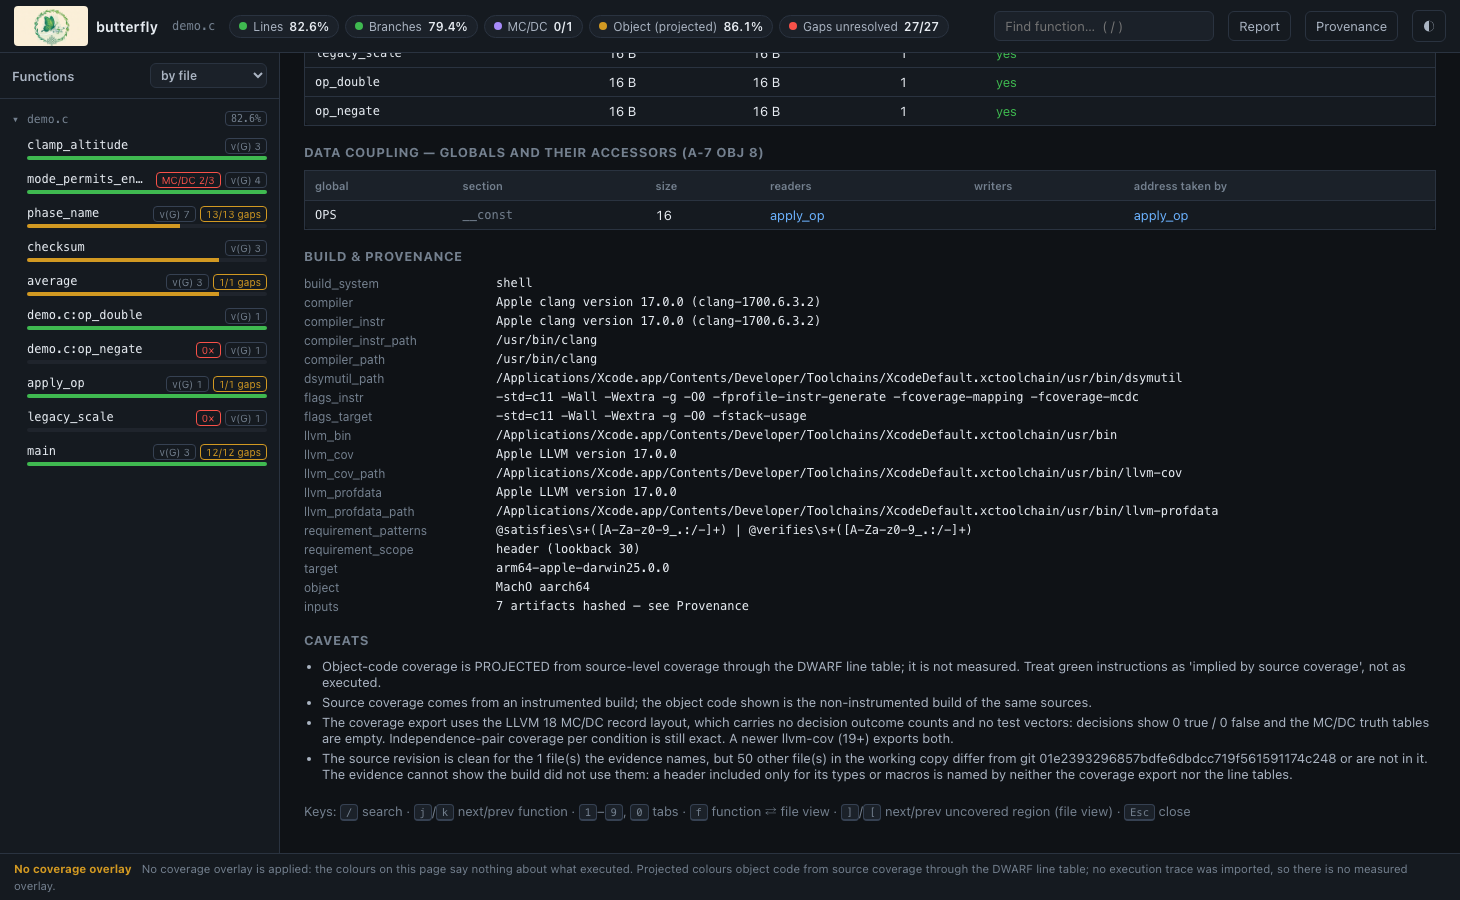 butterfly demo.c Lines 82.6% Branches 79.4% MC/DC 0/1 Object (projected) 86.1% Gaps unresolved 27/27 Find function... ( / ) Report Provenance
Functions by file
demo.c 82.6%
clamp_altitude v(G) 3
mode_permits_en… MC/DC 2/3 v(G) 4
phase_name v(G) 7 13/13 gaps
checksum v(G) 3
average v(G) 3 1/1 gaps
demo.c:op_double v(G) 1
demo.c:op_negate 0× v(G) 1
apply_op v(G) 1 1/1 gaps
legacy_scale 0× v(G) 1
main v(G) 3 12/12 gaps
legacy_scale 16 B 16 B 1 yes
op_double 16 B 16 B 1 yes
op_negate 16 B 16 B 1 yes
DATA COUPLING — GLOBALS AND THEIR ACCESSORS (A-7 OBJ 8)
global section size readers writers address taken by
OPS __const 16 apply_op apply_op
BUILD & PROVENANCE
build_system shell
compiler Apple clang version 17.0.0 (clang-1700.6.3.2)
compiler_instr Apple clang version 17.0.0 (clang-1700.6.3.2)
compiler_instr_path /usr/bin/clang
compiler_path /usr/bin/clang
dsymutil_path /Applications/Xcode.app/Contents/Developer/Toolchains/XcodeDefault.xctoolchain/usr/bin/dsymutil
flags_instr -std=c11 -Wall -Wextra -g -O0 -fprofile-instr-generate -fcoverage-mapping -fcoverage-mcdc
flags_target -std=c11 -Wall -Wextra -g -O0 -fstack-usage
llvm_bin /Applications/Xcode.app/Contents/Developer/Toolchains/XcodeDefault.xctoolchain/usr/bin
llvm_cov Apple LLVM version 17.0.0
llvm_cov_path /Applications/Xcode.app/Contents/Developer/Toolchains/XcodeDefault.xctoolchain/usr/bin/llvm-cov
llvm_profdata Apple LLVM version 17.0.0
llvm_profdata_path /Applications/Xcode.app/Contents/Developer/Toolchains/XcodeDefault.xctoolchain/usr/bin/llvm-profdata
requirement_patterns @satisfies\s+([A-Za-z0-9_.:/-]+) | @verifies\s+([A-Za-z0-9_.:/-]+)
requirement_scope header (lookback 30)
target arm64-apple-darwin25.0.0
object MachO aarch64
inputs 7 artifacts hashed — see Provenance
CAVEATS
• Object-code coverage is PROJECTED from source-level coverage through the DWARF line table; it is not measured. Treat green instructions as 'implied by source coverage', not as
executed.
• Source coverage comes from an instrumented build; the object code shown is the non-instrumented build of the same sources.
• The coverage export uses the LLVM 18 MC/DC record layout, which carries no decision outcome counts and no test vectors: decisions show 0 true / 0 false and the MC/DC truth tables
are empty. Independence-pair coverage per condition is still exact. A newer llvm-cov (19+) exports both.
• The source revision is clean for the 1 file(s) the evidence names, but 50 other file(s) in the working copy differ from git 01e2393296857bdfe6dbdcc719f561591174c248 or are not in it.
The evidence cannot show the build did not use them: a header included only for its types or macros is named by neither the coverage export nor the line tables.
Keys: / search · j/k next/prev function · 1–9, 0 tabs · f function ⇄ file view · ]/[ next/prev uncovered region (file view) · Esc close
No coverage overlay No coverage overlay is applied: the colours on this page say nothing about what executed. Projected colours object code from source coverage through the DWARF line table; no execution trace was imported, so there is no measured
overlay.